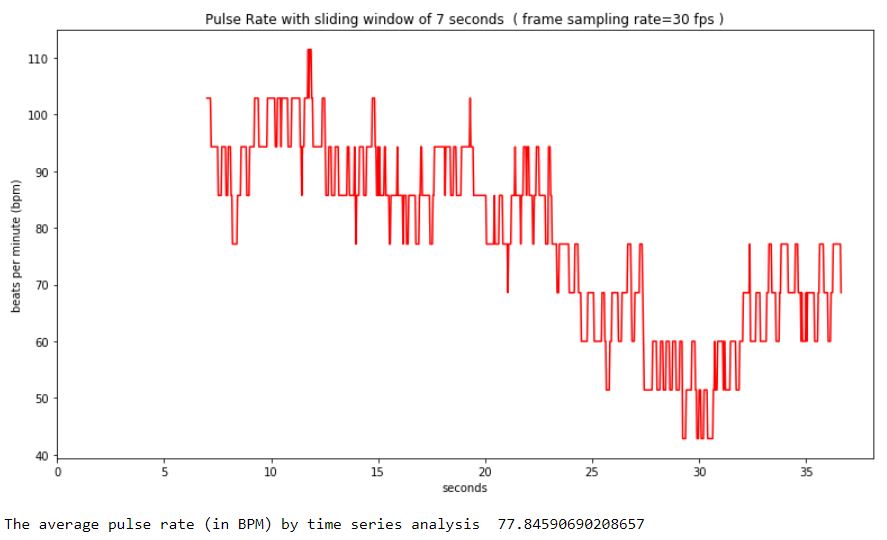 Pulse Rate with sliding window of 7 seconds  ( frame sampling rate=30 fps )
beats per minute (bpm)
110
100
90
80
70
60
50
40
0 5 10 15 20 25 30 35
seconds
The average pulse rate (in BPM) by time series analysis  77.84590690208657